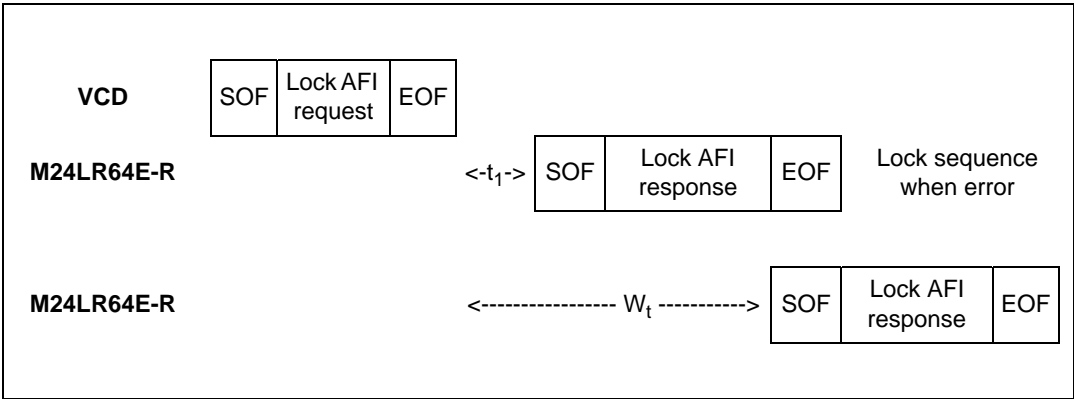 VCD SOF Lock AFI request EOF
M24LR64E-R <-t1-> SOF Lock AFI response EOF Lock sequence when error
M24LR64E-R <----------------- Wt -----------> SOF Lock AFI response EOF